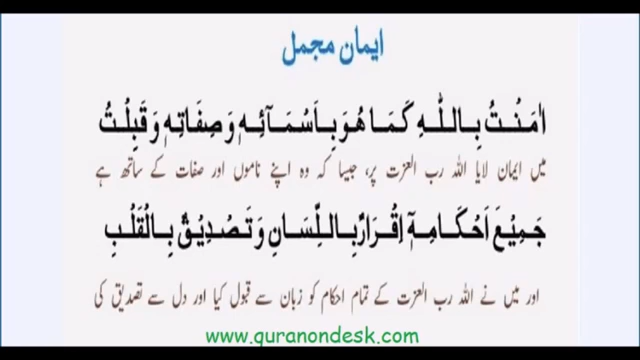 ایمان مجمل
اٰمَنْتُ بِاللّٰهِ كَمَا هُوَ بِاَسْمَآئِهٖ وَصِفَاتِهٖ وَقَبِلْتُ
میں ایمان لایا اللہ رب العزت پر، جیسا کہ وہ اپنے ناموں اور صفات کے ساتھ ہے
جَمِيْعَ اَحْكَامِهٖٓ اِقْرَارٌ بِاللِّسَانِ وَتَصْدِيْقٌ بِالْقَلْبِ
اور میں نے اللہ رب العزت کے تمام احکام کو زبان سے قبول کیا اور دل سے تصدیق کی
www.quranondesk.com